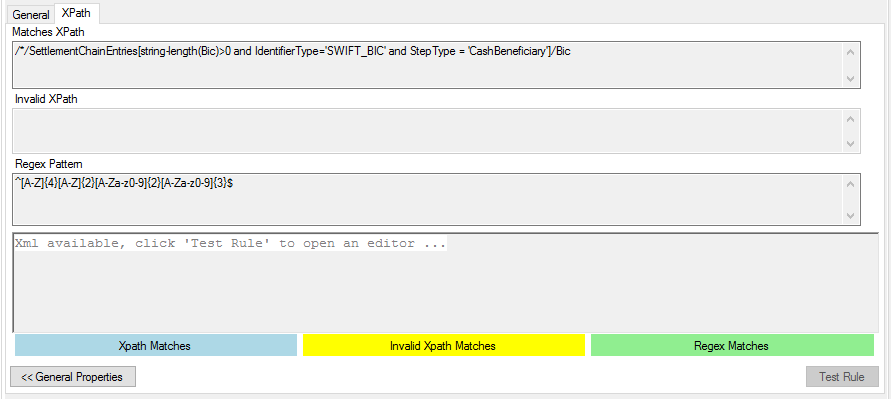 General XPath
Matches XPath
/*/SettlementChainEntries[string-length(Bic)>0 and IdentifierType='SWIFT_BIC' and StepType = 'CashBeneficiary']/Bic
Invalid XPath
Regex Pattern
^[A-Z]{4}[A-Z]{2}[A-Za-z0-9]{2}[A-Za-z0-9]{3}$
Xml available, click 'Test Rule' to open an editor ...
Xpath Matches Invalid Xpath Matches Regex Matches
<< General Properties Test Rule